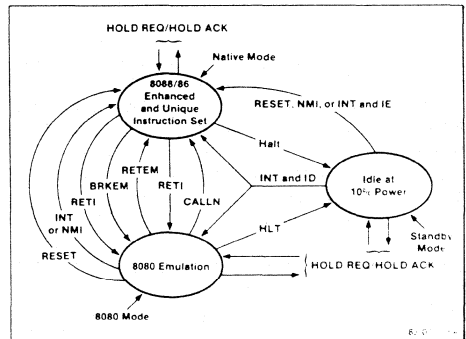 HOLD REQ/HOLD ACK
Native Mode
8088/86
Enhanced
and Unique
Instruction Set
RESET, NMI, or INT and IE
Halt
Idle at
10% Power
RETEM
BRKEM
RETI
RETI
INT and ID
CALLN
INT
or NMI
HLT
RESET
8080 Emulation
Standby
Mode
HOLD REQ/HOLD ACK
8080 Mode